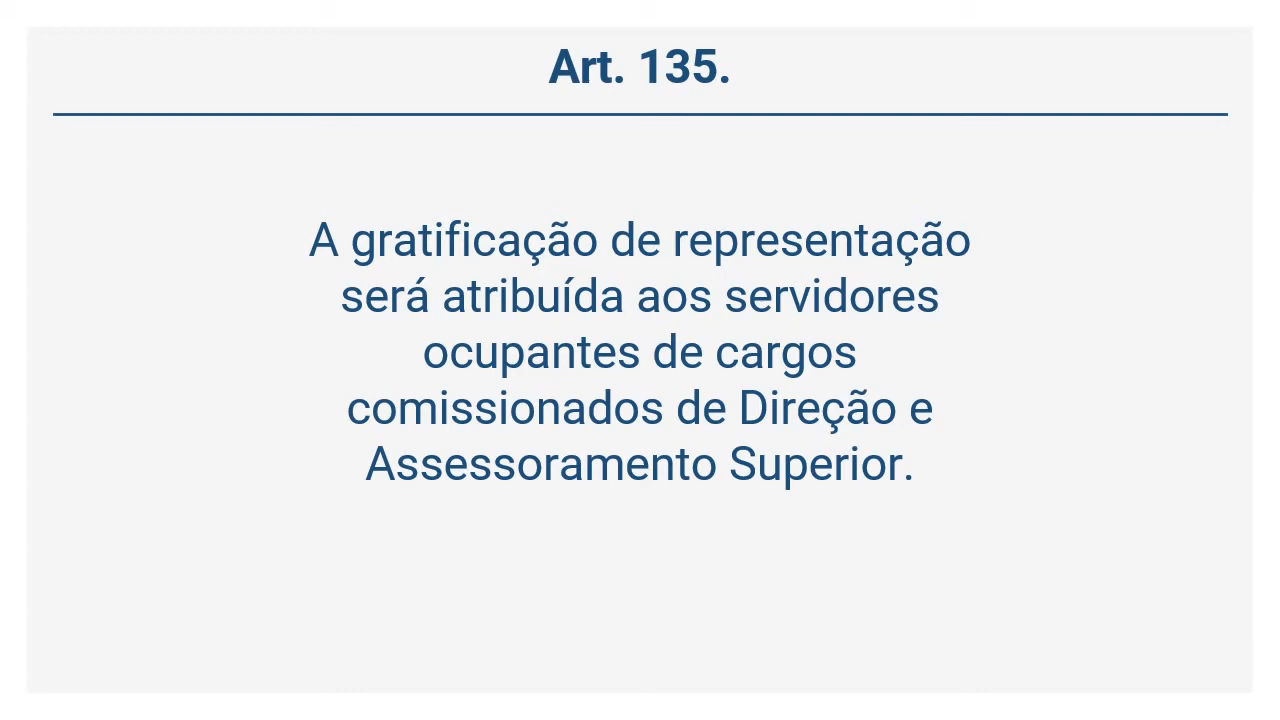 Art. 135.
A gratificação de representação
será atribuída aos servidores
ocupantes de cargos
comissionados de Direção e
Assessoramento Superior.